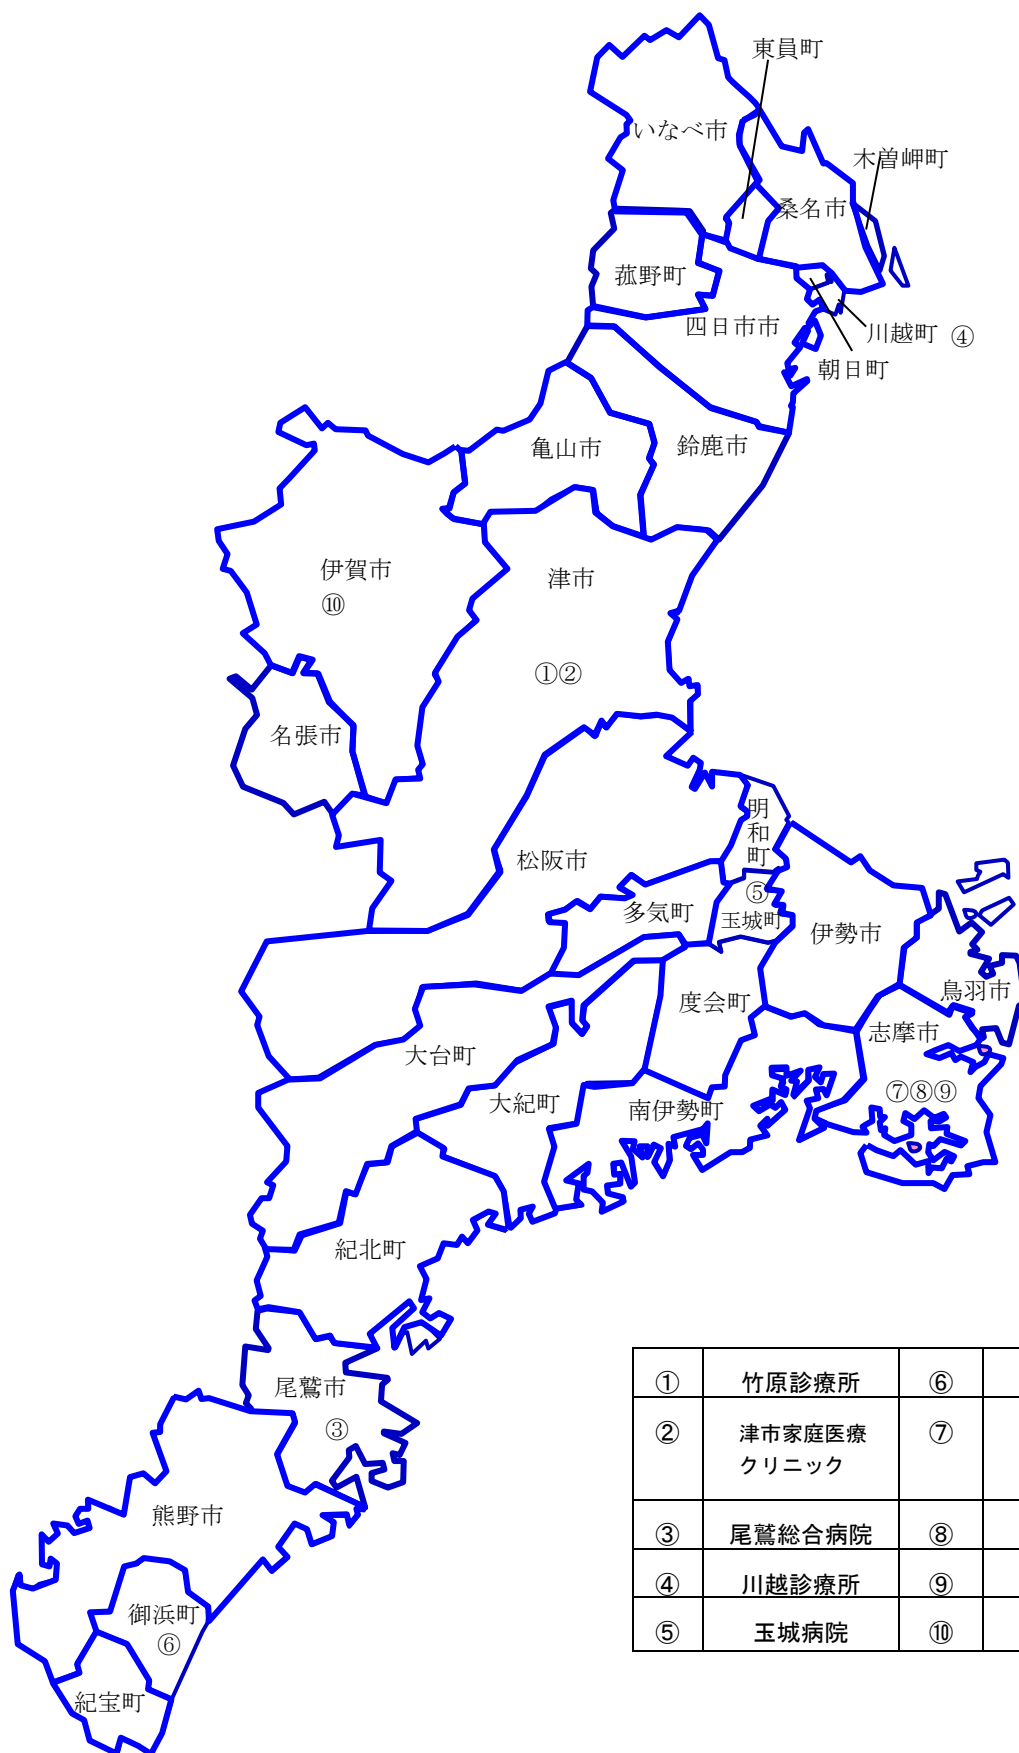 東員町
いなべ市
木曽岬町
桑名市
菰野町
四日市市
川越町 ④
朝日町
亀山市
鈴鹿市
伊賀市
⑩
津市
①②
名張市
明和町
松阪市
⑤
多気町
玉城町
伊勢市
鳥羽市
度会町
志摩市
大台町
⑦⑧⑨
大紀町
南伊勢町
紀北町
尾鷲市
③
熊野市
御浜町
⑥
紀宝町
① 竹原診療所 ⑥
② 津市家庭医療 ⑦
クリニック
③ 尾鷲総合病院 ⑧
④ 川越診療所 ⑨
⑤ 玉城病院 ⑩